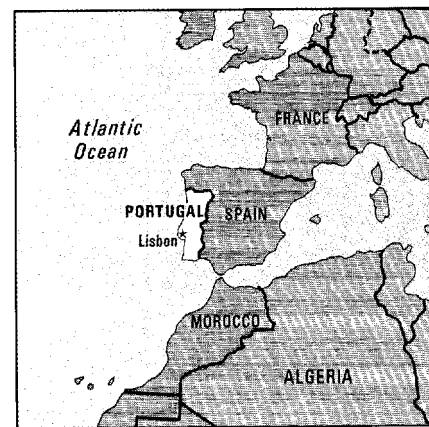 FRANCE
Atlantic
Ocean
PORTUGAL
SPAIN
Lisbon
MOROCCO
ALGERIA